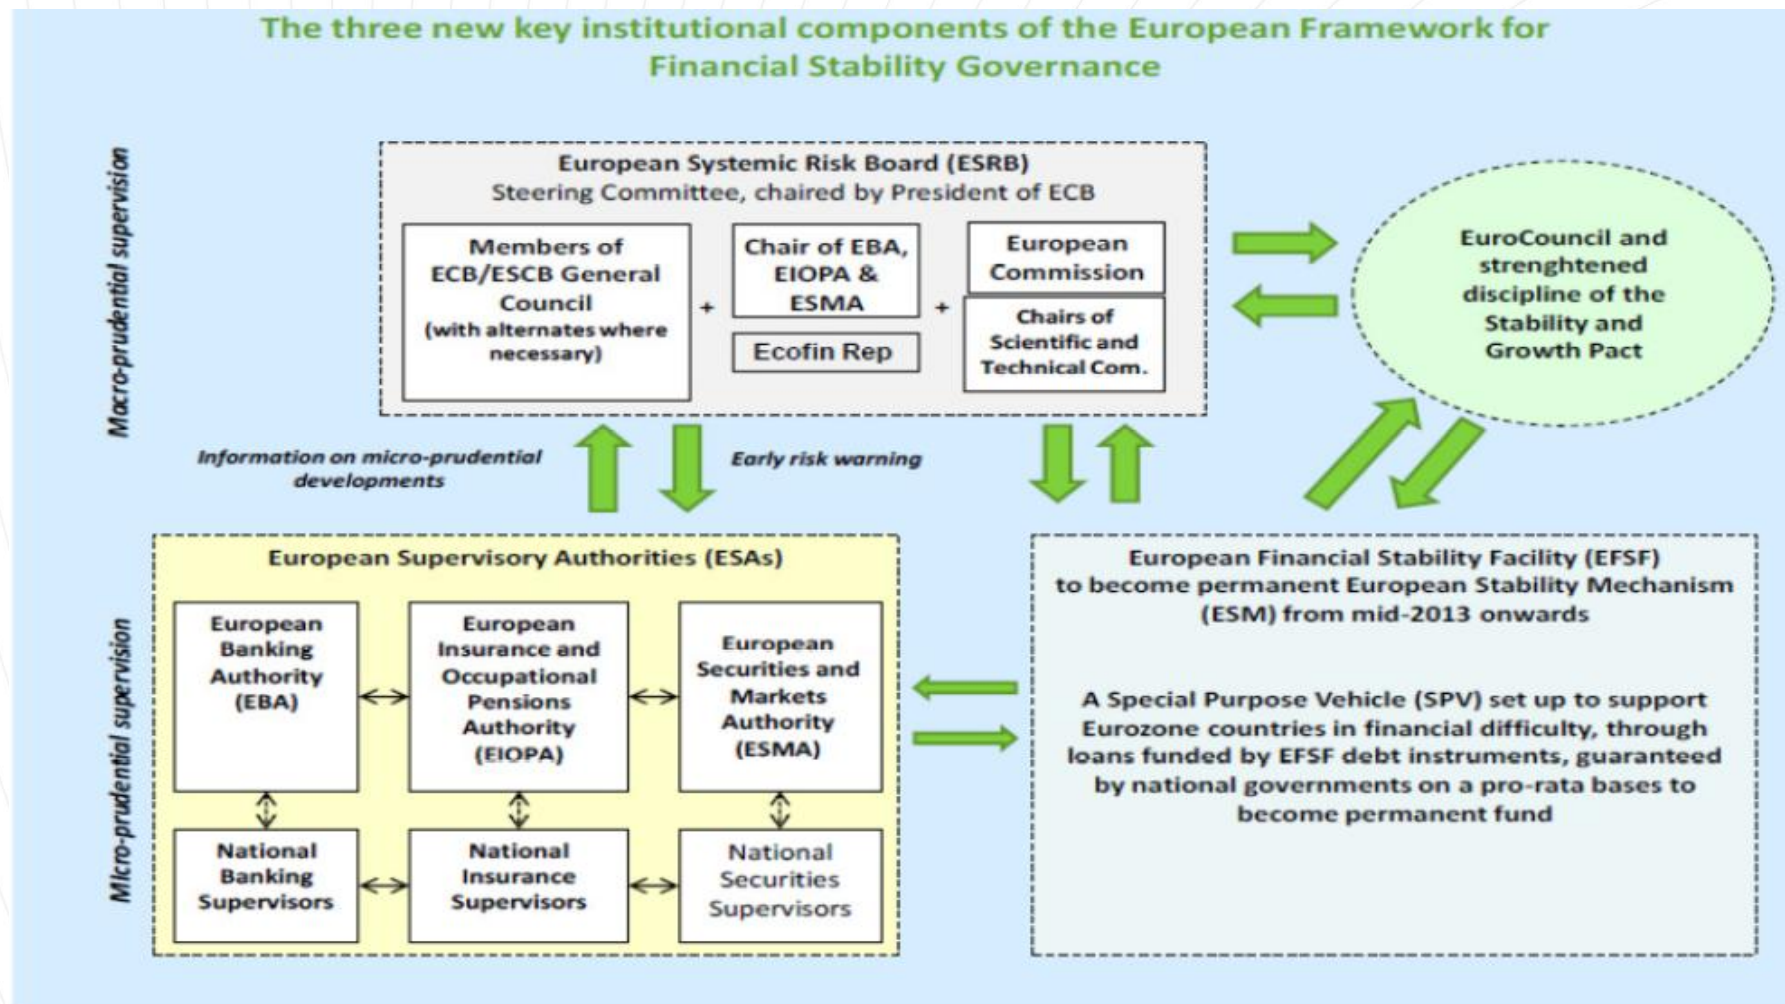 The three new key institutional components of the European Framework for
Financial Stability Governance
Macro-prudential supervision
European Systemic Risk Board (ESRB)
Steering Committee, chaired by President of ECB
Members of
ECB/ESCB General
Council
(with alternates where
necessary)
+
Chair of EBA,
EIOPA &
ESMA
Ecofin Rep
+
European
Commission
Chairs of
Scientific and
Technical Com.
EuroCouncil and
strenghtened
discipline of the
Stability and
Growth Pact
Information on micro-prudential
developments
Early risk warning
Micro-prudential supervision
European Supervisory Authorities (ESAs)
European
Banking
Authority
(EBA)
European
Insurance and
Occupational
Pensions
Authority
(EIOPA)
European
Securities and
Markets
Authority
(ESMA)
National
Banking
Supervisors
National
Insurance
Supervisors
National
Securities
Supervisors
European Financial Stability Facility (EFSF)
to become permanent European Stability Mechanism
(ESM) from mid-2013 onwards
A Special Purpose Vehicle (SPV) set up to support
Eurozone countries in financial difficulty, through
loans funded by EFSF debt instruments, guaranteed
by national governments on a pro-rata bases to
become permanent fund